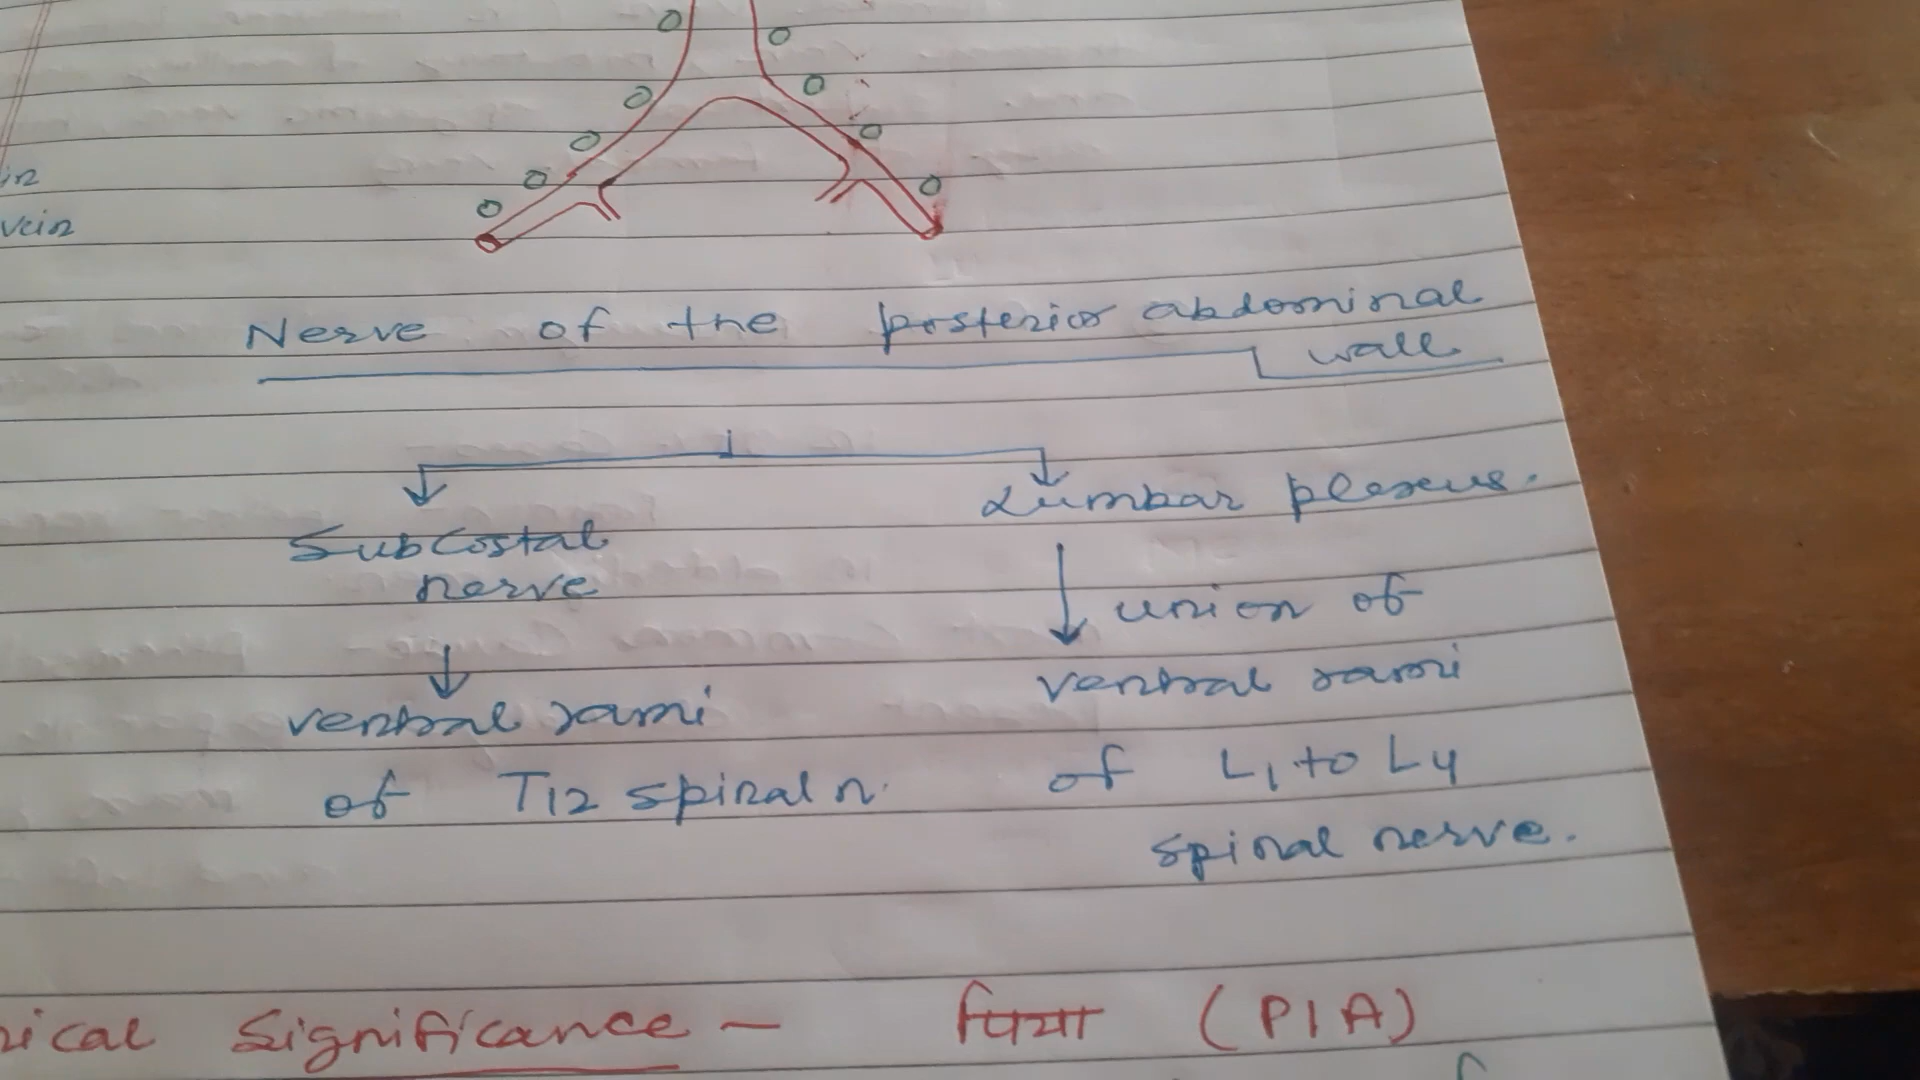 in
vein
Nerve of the posterior abdominal
wall
Subcostal
nerve
Lumbar plexus.
union of
ventral rami
of T12 spinal n.
ventral rami
of L1 to L4
spinal nerve.
ical Significance - पिया (PIA)